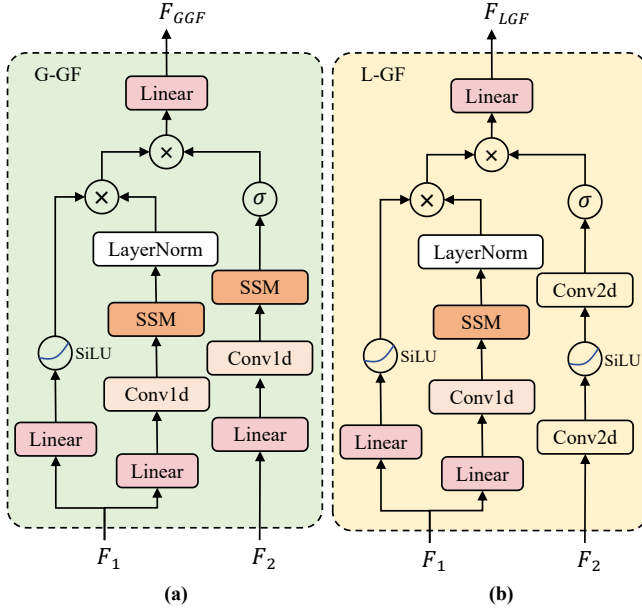 F_GGF
G-GF
Linear
×
×
σ
LayerNorm
SSM
SSM
SiLU
Conv1d
Conv1d
Linear
Linear
Linear
F_1
F_2
(a)
F_LGF
L-GF
Linear
×
×
σ
LayerNorm
Conv2d
SSM
SiLU
SiLU
Conv1d
Linear
Conv2d
Linear
F_1
F_2
(b)